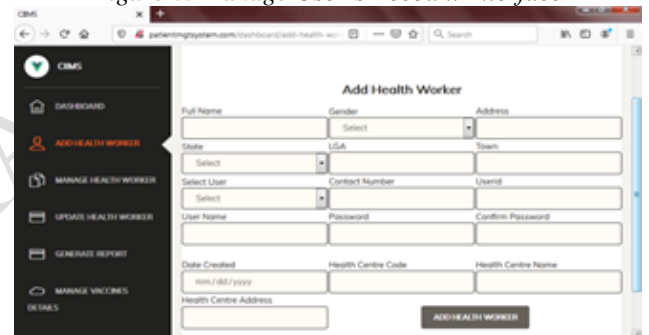 CBMS
patientmgtsystem.com/dashboard/add-health-wor
Search
CBMS
DASHBOARD
ADD HEALTH WORKER
MANAGE HEALTH WORKER
UPDATE HEALTH WORKER
GENERATE REPORT
MANAGE VACCINES
DETAILS
Add Health Worker
Full Name Gender Address
Select
State LGA Town
Select
Select User Contact Number Userid
Select
User Name Password Confirm Password
Date Created Health Centre Code Health Centre Name
mm/dd/yyyy
Health Centre Address
ADD HEALTH WORKER